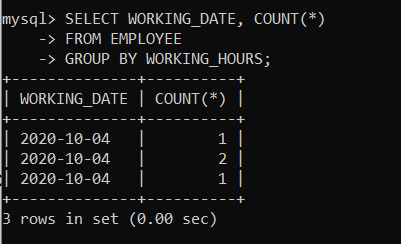 mysql> SELECT WORKING_DATE, COUNT(*)
    -> FROM EMPLOYEE
    -> GROUP BY WORKING_HOURS;
+--------------+----------+
| WORKING_DATE | COUNT(*) |
+--------------+----------+
| 2020-10-04   |        1 |
| 2020-10-04   |        2 |
| 2020-10-04   |        1 |
+--------------+----------+
3 rows in set (0.00 sec)